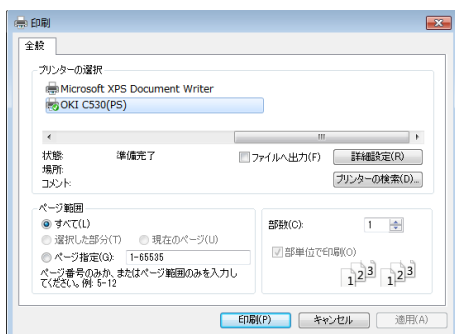 印刷
全般
プリンターの選択
Microsoft XPS Document Writer
OKI C530(PS)
状態: 準備完了
場所:
コメント:
ファイルへ出力(F)
詳細設定(R)
プリンターの検索(D)...
ページ範囲
すべて(L)
選択した部分(T) 現在のページ(U)
ページ指定(G): 1-65535
ページ番号のみか、またはページ範囲のみを入力し
てください。例: 5-12
部数(C): 1
部単位で印刷(O)
1 2 3 1 2 3
印刷(P) キャンセル 適用(A)